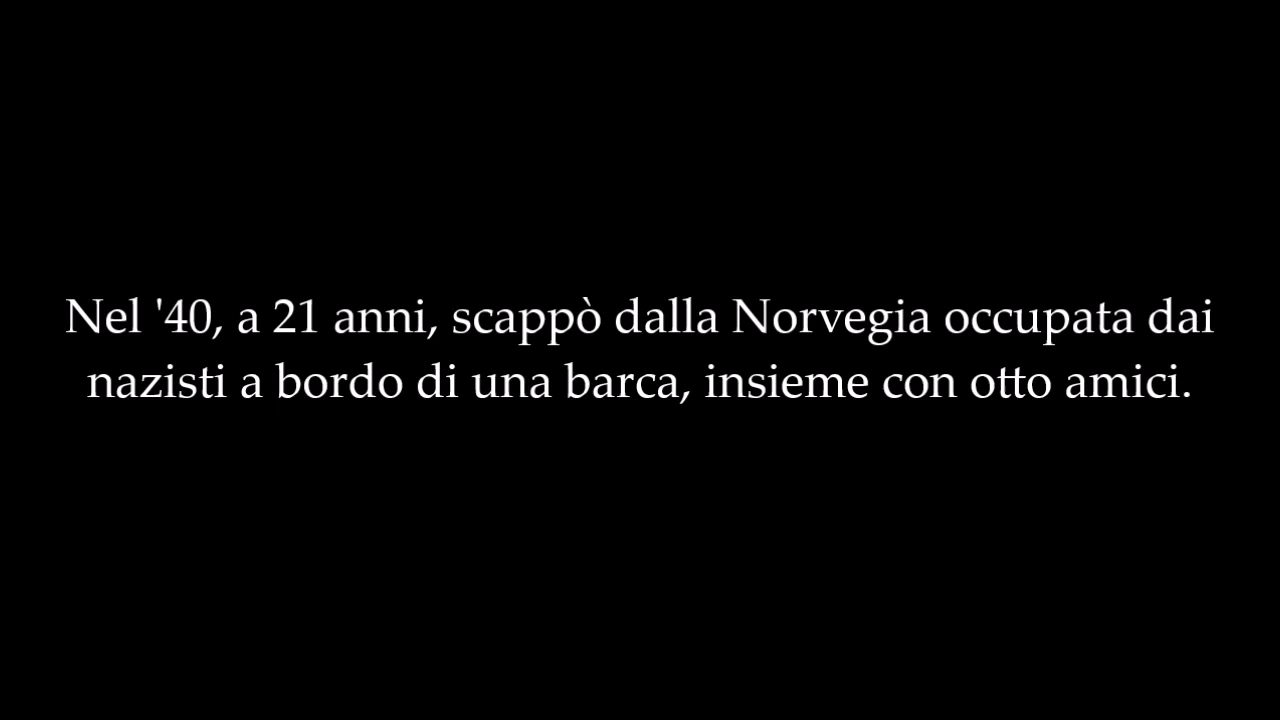 Nel '40, a 21 anni, scappò dalla Norvegia occupata dai
nazisti a bordo di una barca, insieme con otto amici.